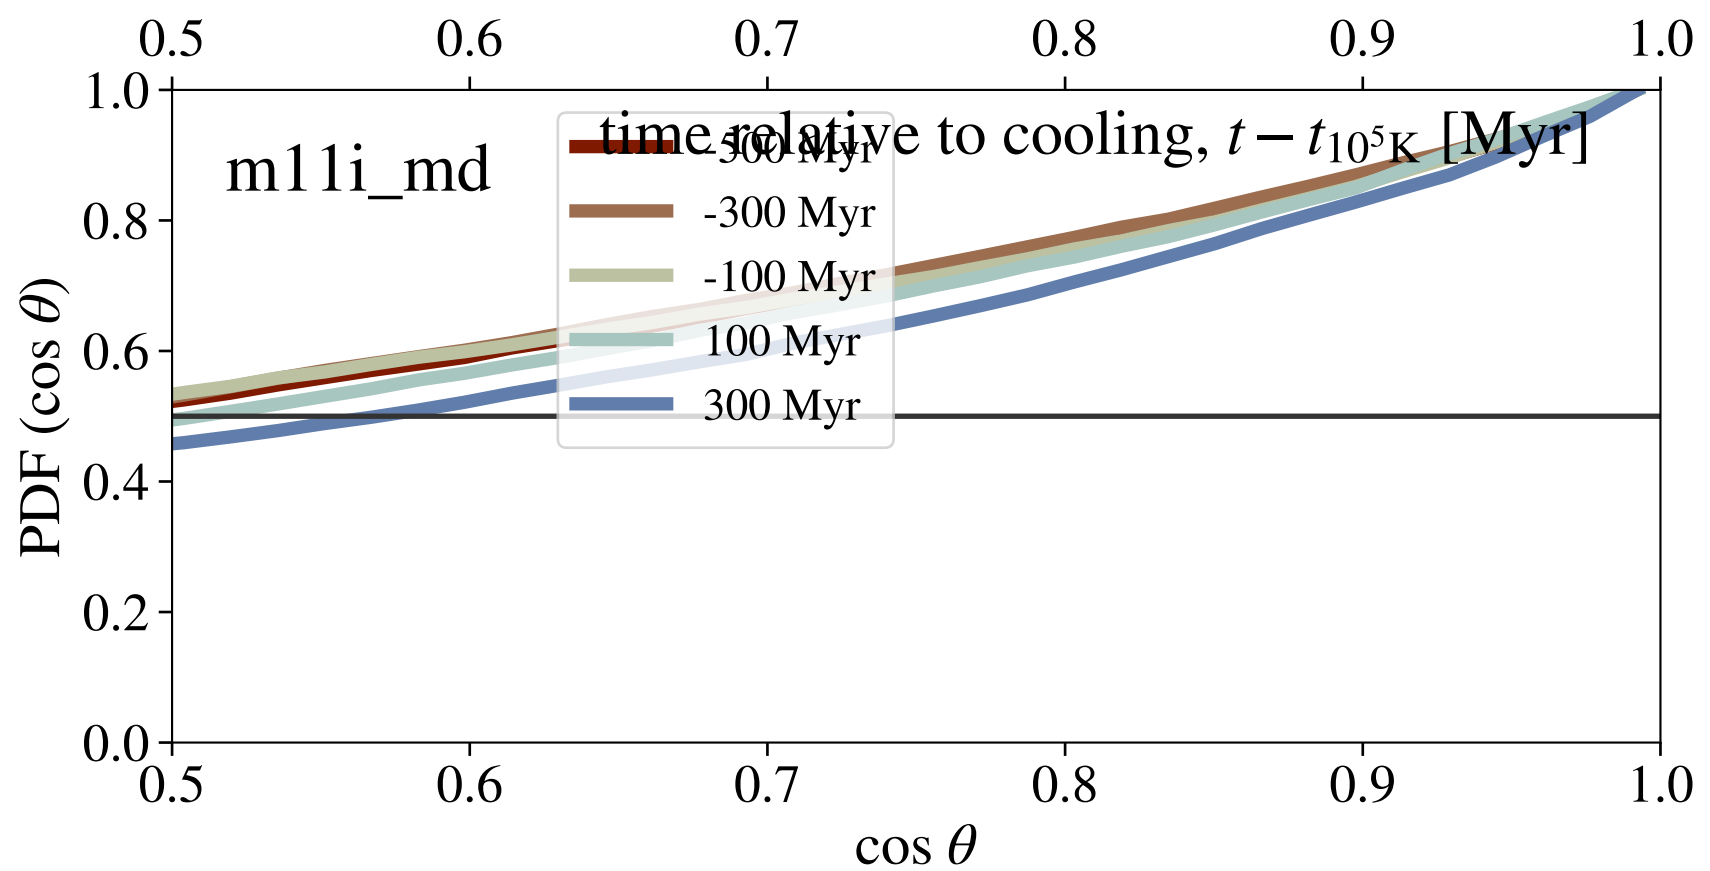 0.5 0.6 0.7 0.8 0.9 1.0
1.0
0.8
0.6
0.4
0.2
0.0
PDF (cos θ)
m11i_md
time relative to cooling, t − t₁₀⁵K [Myr]
-500 Myr
-300 Myr
-100 Myr
100 Myr
300 Myr
0.5 0.6 0.7 0.8 0.9 1.0
cos θ